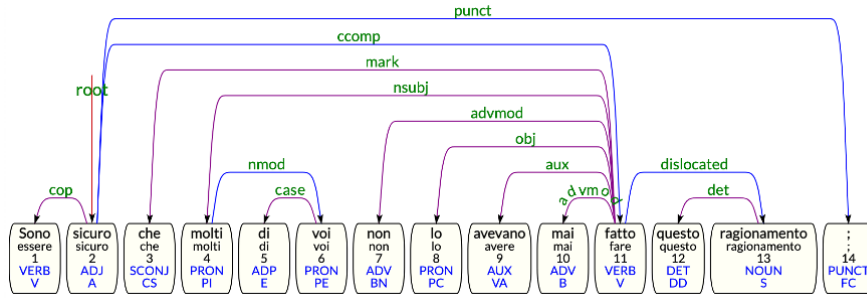 punct
ccomp
mark
root
nsubj
advmod
obj
nmod aux dislocated
cop case advmod det
Sono sicuro che molti di voi non lo avevano mai fatto questo ragionamento ;
essere sicuro che molti di voi non lo avere mai fare questo ragionamento ;
1 2 3 4 5 6 7 8 9 10 11 12 13 14
VERB ADJ SCONJ PRON ADP PRON ADV PRON AUX ADV VERB DET NOUN PUNCT
V A CS PI E PE BN PC VA B V DD S FC